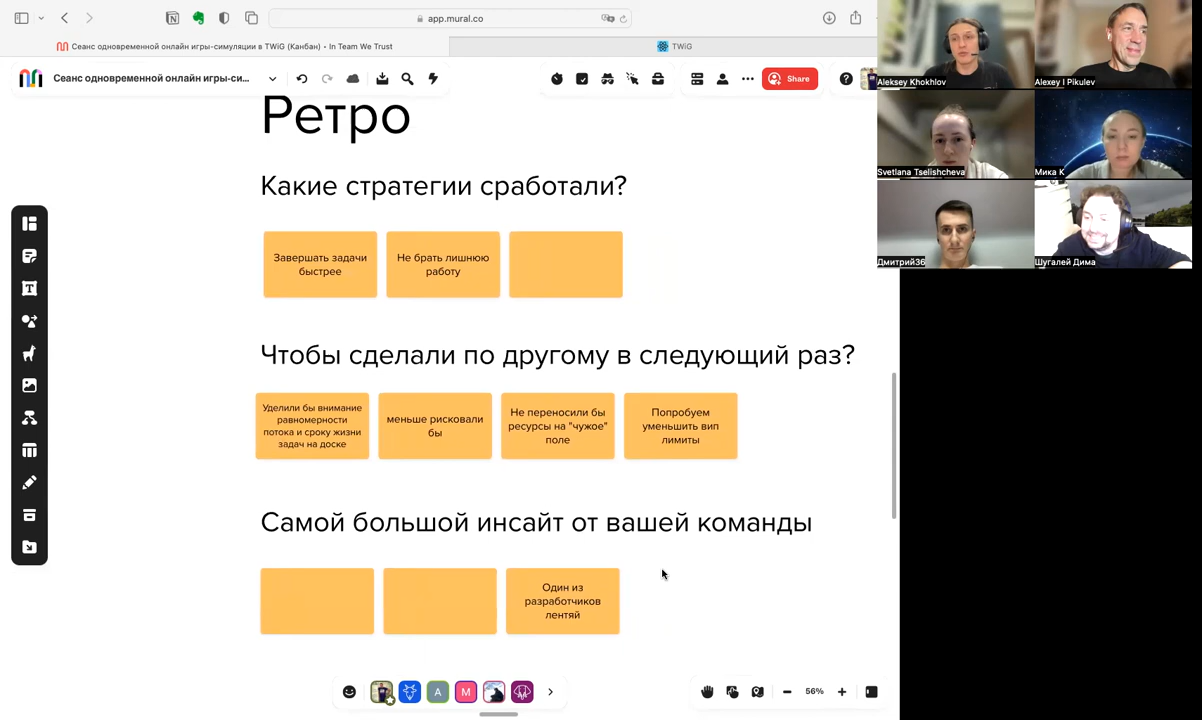 app.mural.co
Сеанс одновременной онлайн игры-симуляции в TWiG (Канбан) • In Team We Trust
TWiG
Сеанс одновременной онлайн игры-си...
Share
Aleksey Khokhlov
Alexey I Pikulev
Svetlana Tselishcheva
Мика К
Дмитрий36
Шугалей Дима
Ретро
Какие стратегии сработали?
Завершать задачи
быстрее
Не брать лишнюю
работу
Чтобы сделали по другому в следующий раз?
Уделили бы внимание
равномерности
потока и сроку жизни
задач на доске
меньше рисковали
бы
Не переносили бы
ресурсы на "чужое"
поле
Попробуем
уменьшить вип
лимиты
Самой большой инсайт от вашей команды
Один из
разработчиков
лентяй
A
M
56%